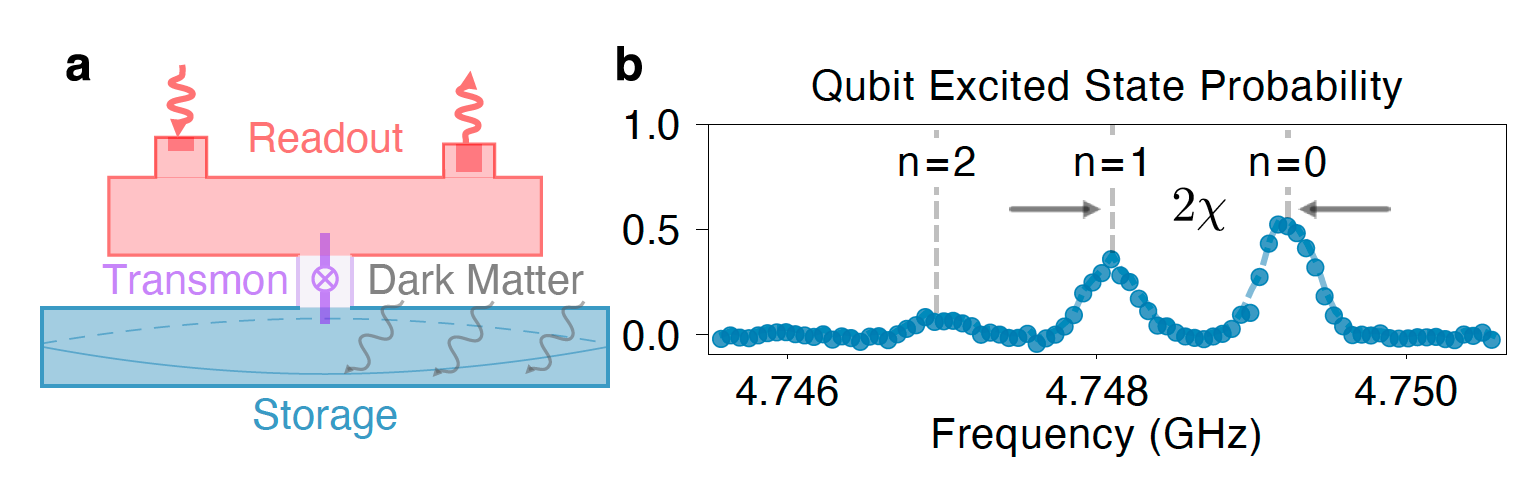 a
Readout
Transmon
Dark Matter
Storage
b
Qubit Excited State Probability
1.0
n=2
n=1
n=0
2χ
0.5
0.0
4.746
4.748
4.750
Frequency (GHz)